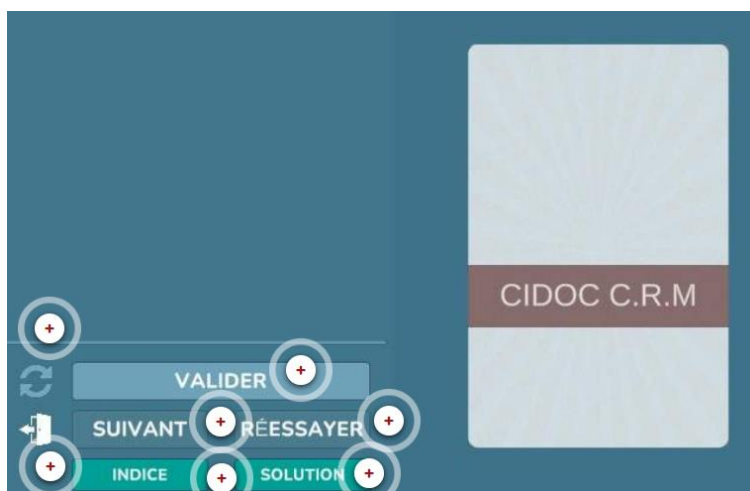 CIDOC C.R.M
VALIDER
SUIVANT
RÉESSAYER
INDICE
SOLUTION